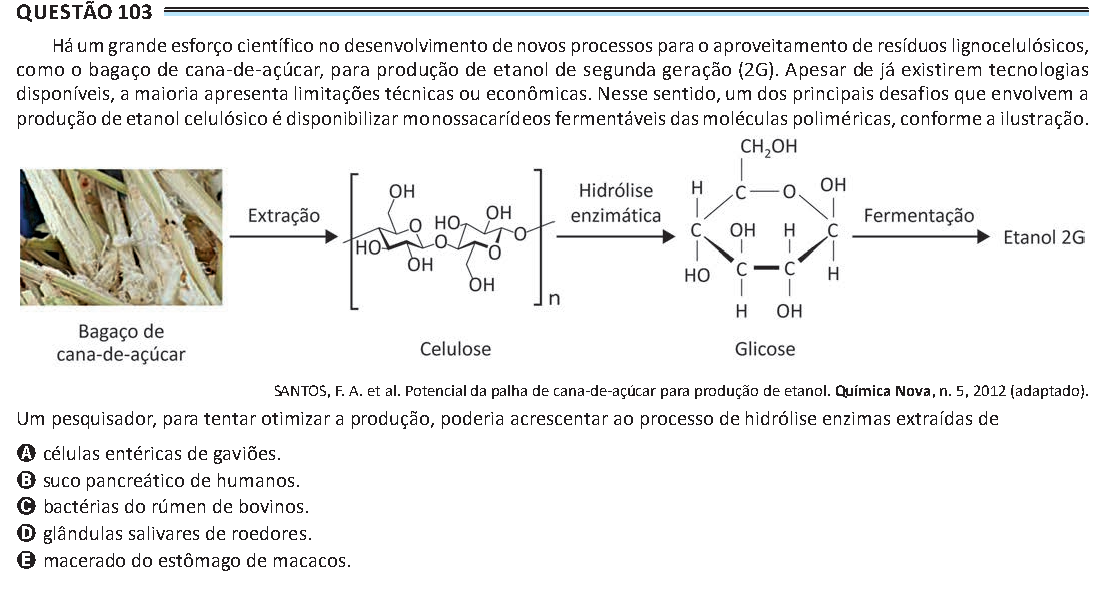 QUESTÃO 103
Há um grande esforço científico no desenvolvimento de novos processos para o aproveitamento de resíduos lignocelulósicos,
como o bagaço de cana-de-açúcar, para produção de etanol de segunda geração (2G). Apesar de já existirem tecnologias
disponíveis, a maioria apresenta limitações técnicas ou econômicas. Nesse sentido, um dos principais desafios que envolvem a
produção de etanol celulósico é disponibilizar monossacarídeos fermentáveis das moléculas poliméricas, conforme a ilustração.
Bagaço de
cana-de-açúcar
Extração
OH
O
HO
OH
HO
O
O
OH
O
OH
n
Celulose
Hidrólise
enzimática
CH₂OH
H
C
O
OH
C
OH
H
C
HO
C
C
H
H
OH
Glicose
Fermentação
Etanol 2G
SANTOS, F. A. et al. Potencial da palha de cana-de-açúcar para produção de etanol. Química Nova, n. 5, 2012 (adaptado).
Um pesquisador, para tentar otimizar a produção, poderia acrescentar ao processo de hidrólise enzimas extraídas de
A células entéricas de gaviões.
B suco pancreático de humanos.
C bactérias do rúmen de bovinos.
D glândulas salivares de roedores.
E macerado do estômago de macacos.